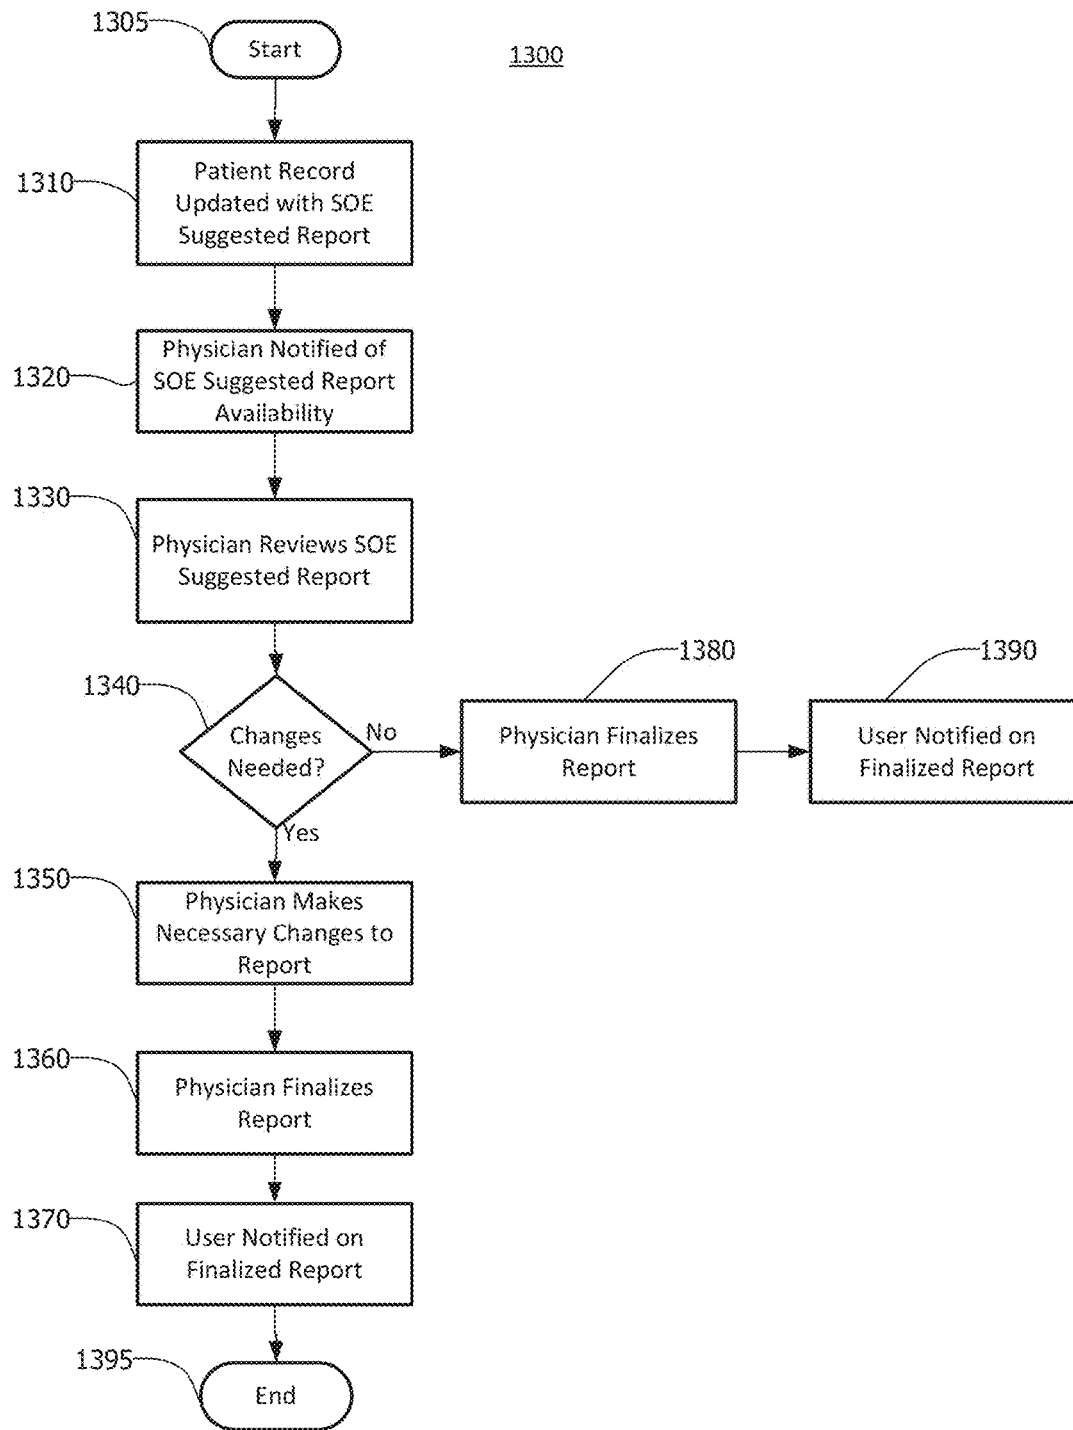 1305
Start
1300
1310
Patient Record
Updated with SOE
Suggested Report
1320
Physician Notified of
SOE Suggested Report
Availability
1330
Physician Reviews SOE
Suggested Report
1340
Changes
Needed?
No
Yes
1380
Physician Finalizes
Report
1390
User Notified on
Finalized Report
1350
Physician Makes
Necessary Changes to
Report
1360
Physician Finalizes
Report
1370
User Notified on
Finalized Report
1395
End